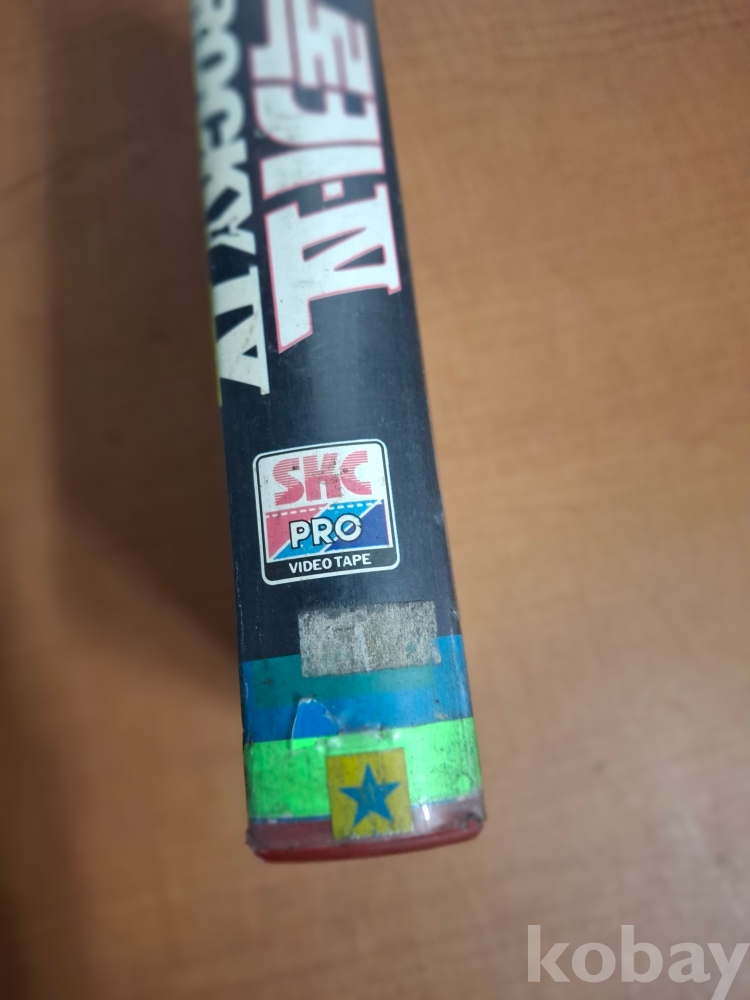 ROCKY IV
SKC
PRO
VIDEO TAPE
kobay